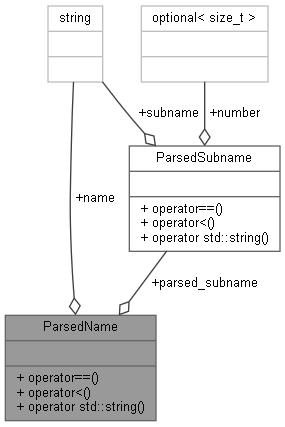 string
optional< size_t >
+subname
+number
ParsedSubname
+ operator==()
+ operator<()
+ operator std::string()
+name
+parsed_subname
ParsedName
+ operator==()
+ operator<()
+ operator std::string()